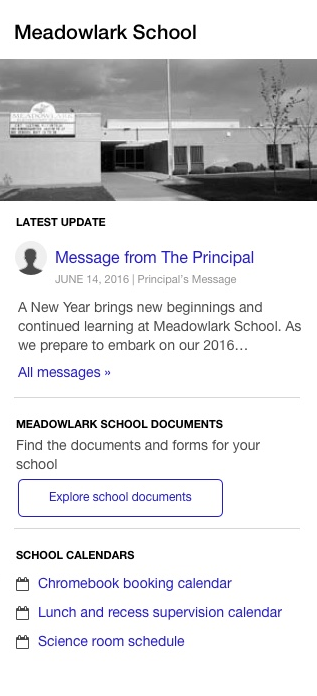 Meadowlark School
MEADOWLARK
LATEST UPDATE
Message from The Principal
JUNE 14, 2016 | Principal's Message
A New Year brings new beginnings and
continued learning at Meadowlark School. As
we prepare to embark on our 2016…
All messages »
MEADOWLARK SCHOOL DOCUMENTS
Find the documents and forms for your
school
Explore school documents
SCHOOL CALENDARS
Chromebook booking calendar
Lunch and recess supervision calendar
Science room schedule